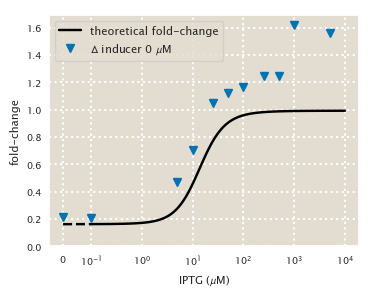 theoretical fold–change
Δ inducer 0 μM
1.6
1.4
1.2
1.0
0.8
0.6
0.4
0.2
0.0
fold–change
0 10⁻¹ 10⁰ 10¹ 10² 10³ 10⁴
IPTG (μM)